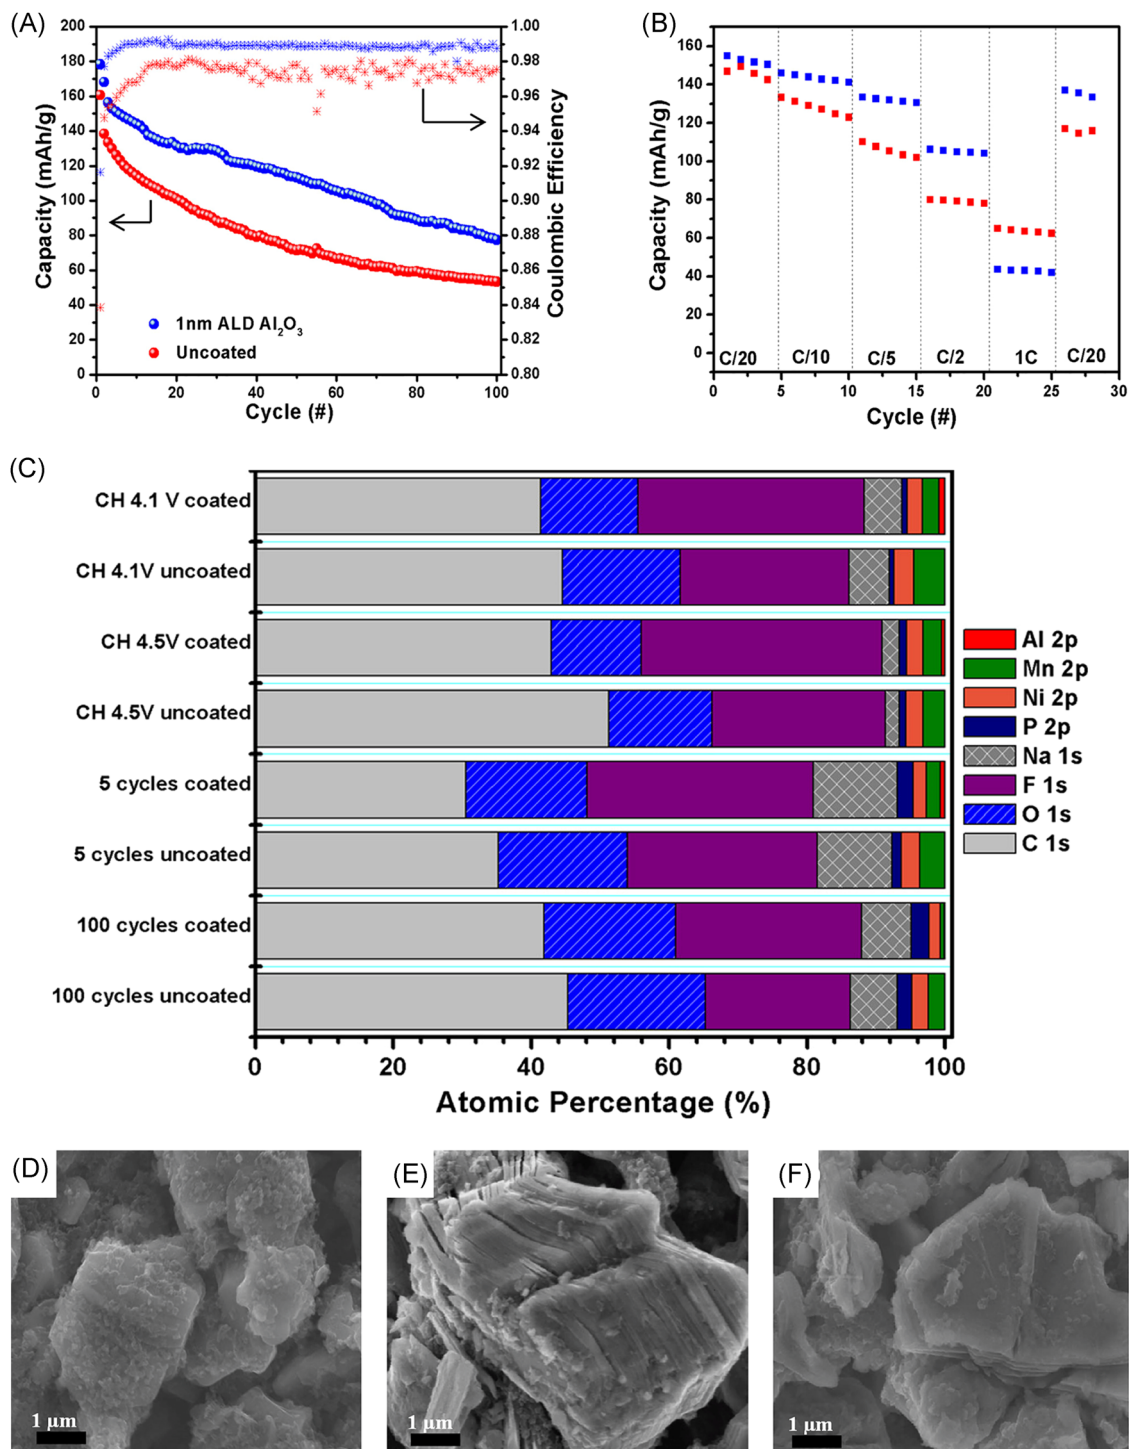 (A)
200
180
160
140
120
100
80
60
40
20
0
Capacity (mAh/g)
1.00
0.98
0.96
0.94
0.92
0.90
0.88
0.86
0.84
0.82
0.80
Coulombic Efficiency
1nm ALD Al₂O₃
Uncoated
0 20 40 60 80 100
Cycle (#)
(B)
160
140
120
100
80
60
40
20
0
Capacity (mAh/g)
C/20 C/10 C/5 C/2 1C C/20
0 5 10 15 20 25 30
Cycle (#)
(C)
CH 4.1 V coated
CH 4.1V uncoated
CH 4.5V coated
CH 4.5V uncoated
5 cycles coated
5 cycles uncoated
100 cycles coated
100 cycles uncoated
Al 2p
Mn 2p
Ni 2p
P 2p
Na 1s
F 1s
O 1s
C 1s
0 20 40 60 80 100
Atomic Percentage (%)
(D)
1 µm
(E)
1 µm
(F)
1 µm